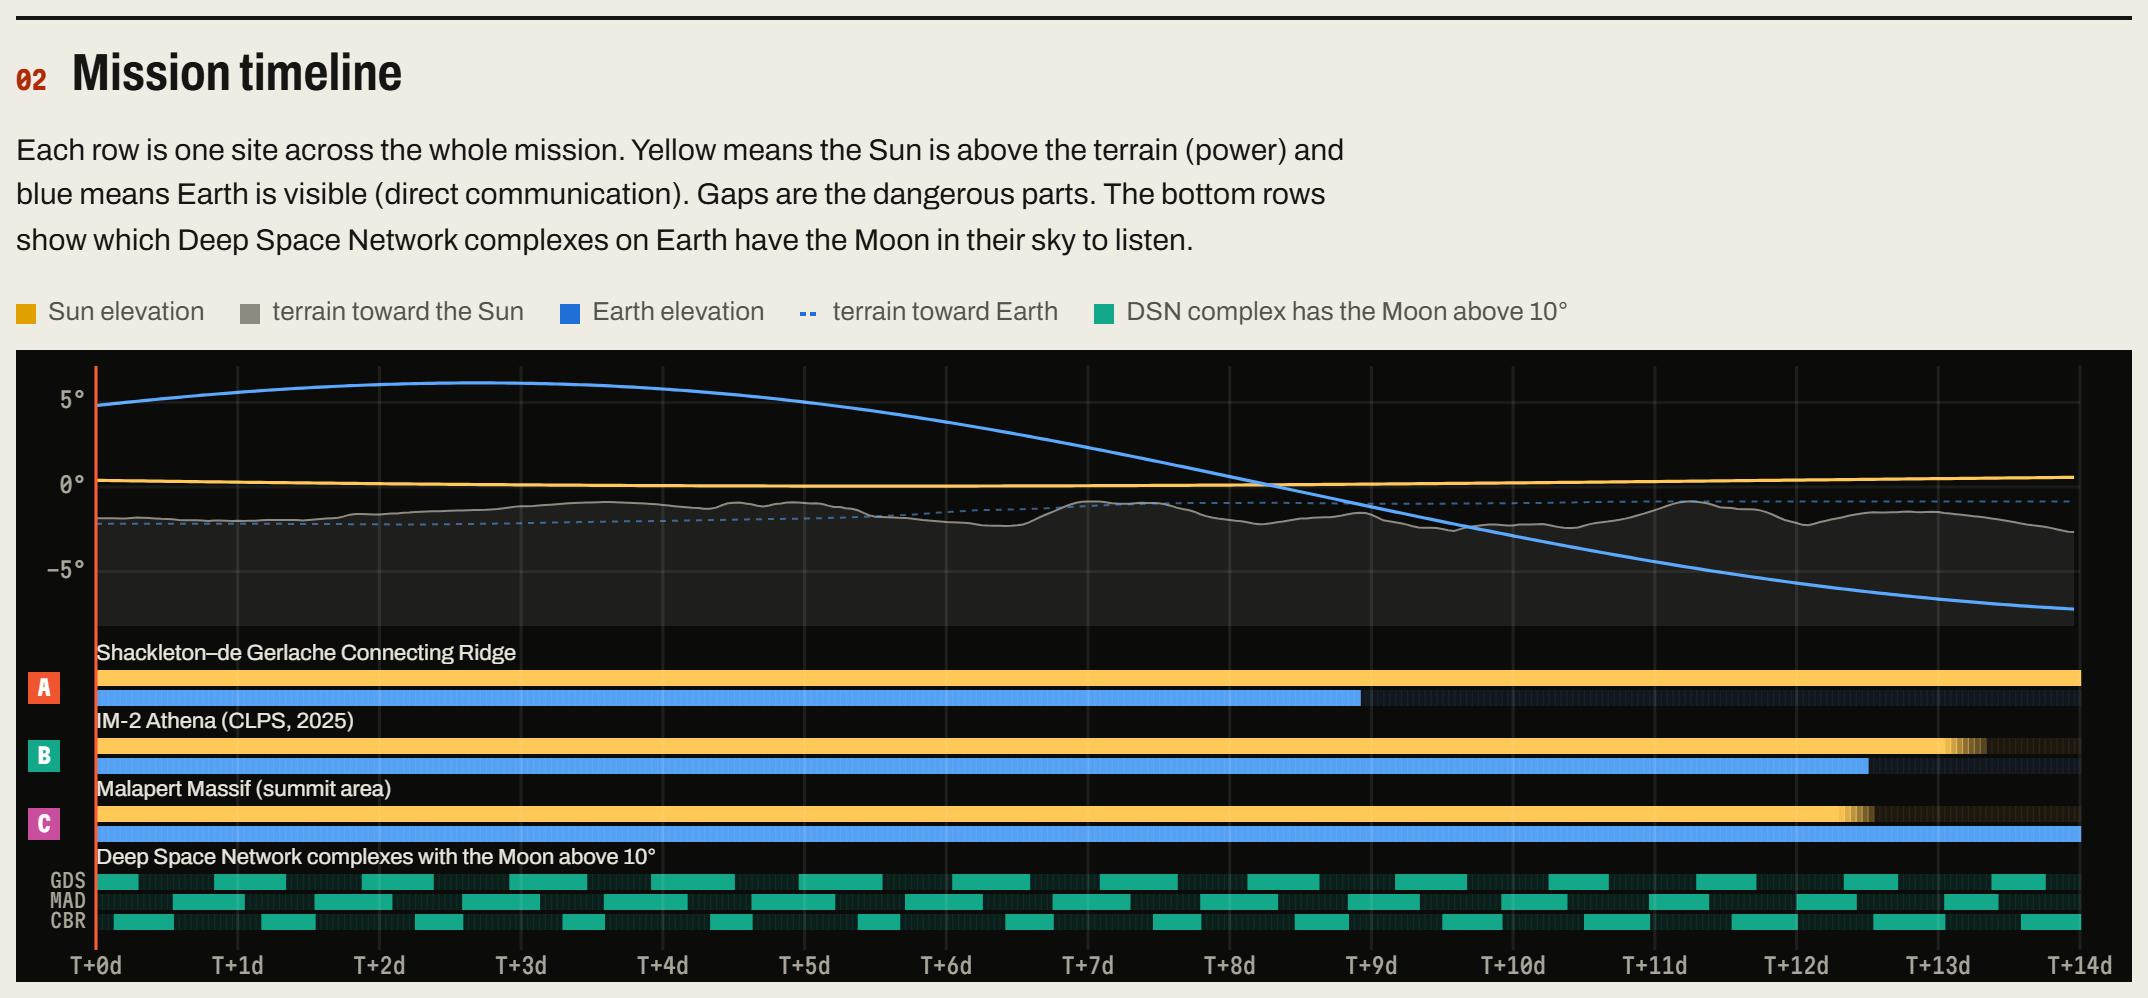 02 Mission timeline
Each row is one site across the whole mission. Yellow means the Sun is above the terrain (power) and
blue means Earth is visible (direct communication). Gaps are the dangerous parts. The bottom rows
show which Deep Space Network complexes on Earth have the Moon in their sky to listen.
Sun elevation terrain toward the Sun Earth elevation terrain toward Earth DSN complex has the Moon above 10°
5°
0°
−5°
Shackleton–de Gerlache Connecting Ridge
A
IM-2 Athena (CLPS, 2025)
B
Malapert Massif (summit area)
C
Deep Space Network complexes with the Moon above 10°
GDS
MAD
CBR
T+0d T+1d T+2d T+3d T+4d T+5d T+6d T+7d T+8d T+9d T+10d T+11d T+12d T+13d T+14d